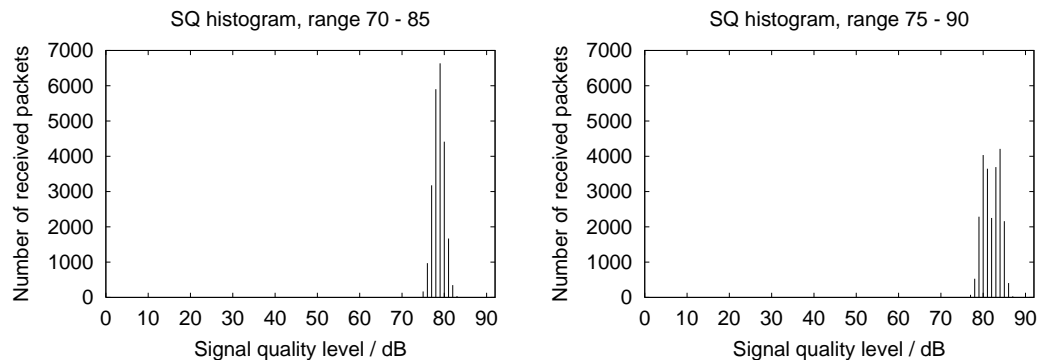 SQ histogram, range 70 - 85
Number of received packets
7000
6000
5000
4000
3000
2000
1000
0
0 10 20 30 40 50 60 70 80 90
Signal quality level / dB
SQ histogram, range 75 - 90
Number of received packets
7000
6000
5000
4000
3000
2000
1000
0
0 10 20 30 40 50 60 70 80 90
Signal quality level / dB